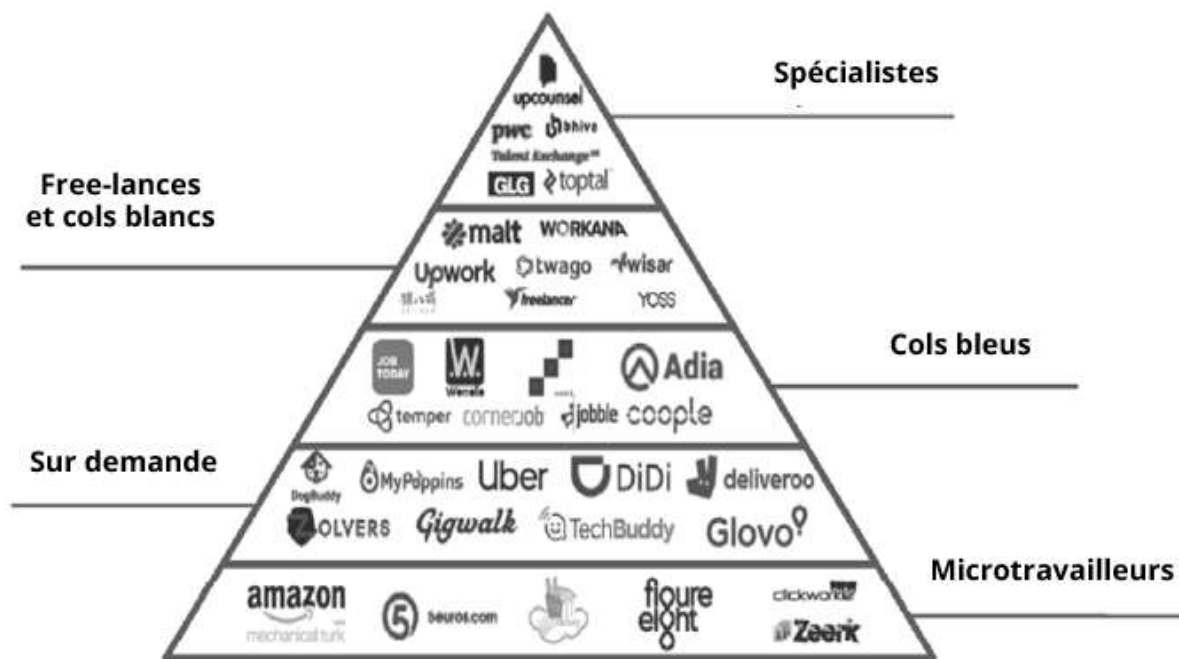 Spécialistes
upcounsel
pwc bhive
Talent Exchange
GLG toptal
Free-lances
et cols blancs
malt WORKANA
Upwork twago wisar
freelancer YOSS
Cols bleus
JOB
TODAY
Adia
temper cornerjob jobble coople
Sur demande
DogBuddy MyPoppins Uber DiDi deliveroo
ZOLVERS Gigwalk TechBuddy Glovo
Microtravailleurs
amazon
mechanical turk
5 5euros.com
figure
eight
clickworker
Zeerk